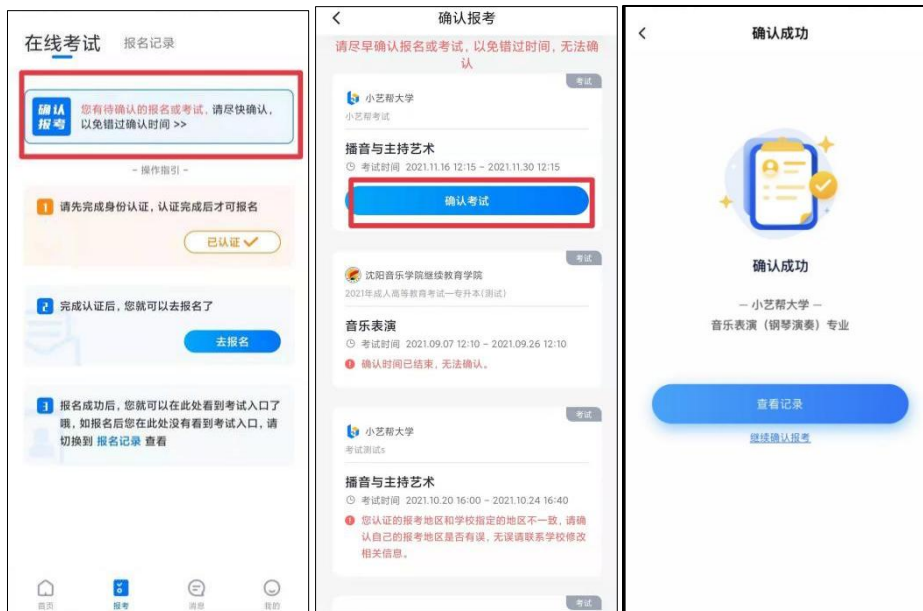 在线考试 报名记录
确认
报考
您有待确认的报名或考试，请尽快确认，
以免错过确认时间 >>
- 操作指引 -
1 请先完成身份认证，认证完成后才可报名
已认证
2 完成认证后，您就可以去报名了
去报名
3 报名成功后，您就可以在此处看到考试入口了
哦，如报名后您在此处没有看到考试入口，请
切换到 报名记录 查看
首页 报考 消息 我的
确认报考
请尽早确认报名或考试，以免错过时间，无法确
认
考试
小艺帮大学
小艺帮考试
播音与主持艺术
考试时间 2021.11.16 12:15 ~ 2021.11.30 12:15
确认考试
考试
沈阳音乐学院继续教育学院
2021年成人高等教育考试—专升本(测试)
音乐表演
考试时间 2021.09.07 12:10 ~ 2021.09.26 12:10
确认时间已结束，无法确认。
考试
小艺帮大学
考试测试s
播音与主持艺术
考试时间 2021.10.20 16:00 ~ 2021.10.24 16:40
您认证的报考地区和学校指定的地区不一致，请确
认自己的报考地区是否有误，无误请联系学校修改
相关信息。
考试
确认成功
确认成功
— 小艺帮大学 —
音乐表演（钢琴演奏）专业
查看记录
继续确认报考